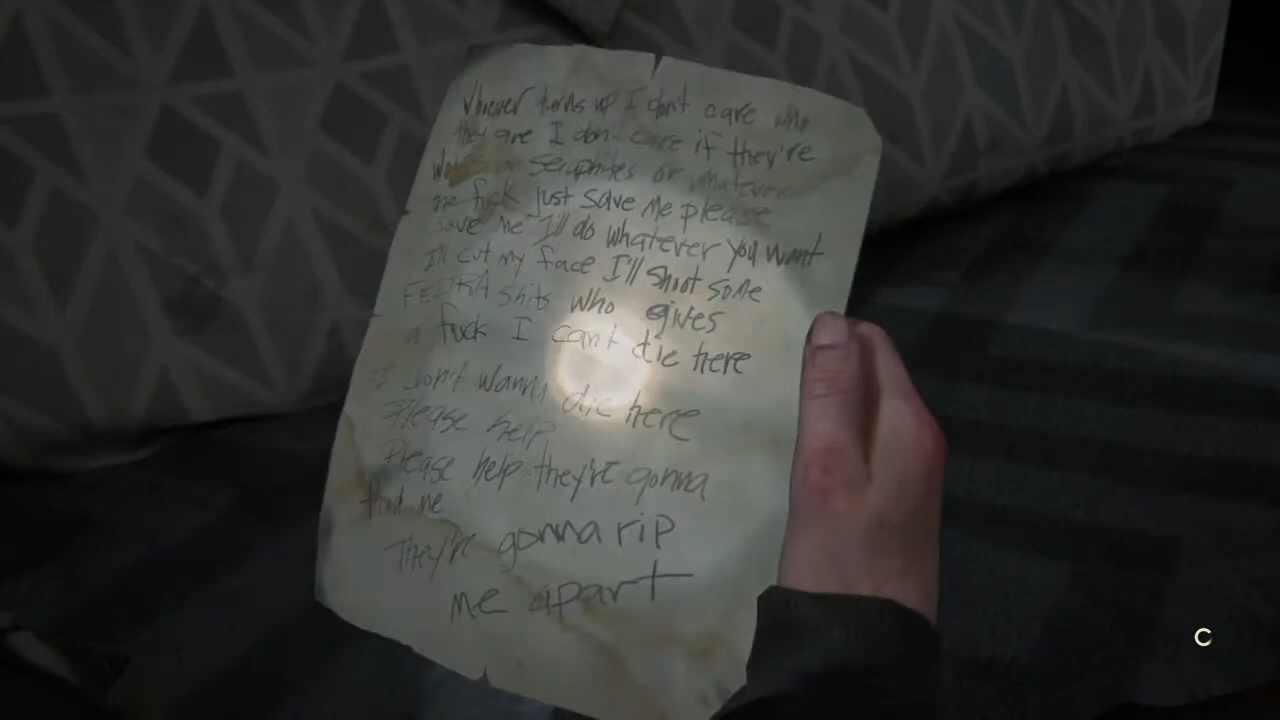 Whoever turns up I don't care who
they are I don't care if they're
Wolves or Seraphites or whatever
the fuck just save me please
save me I'll do whatever you want
I'll cut my face I'll shoot some
FEDRA shits who gives
a fuck I can't die here
I don't wanna die here
Please help
Please help they're gonna
find me
They're gonna rip
me apart